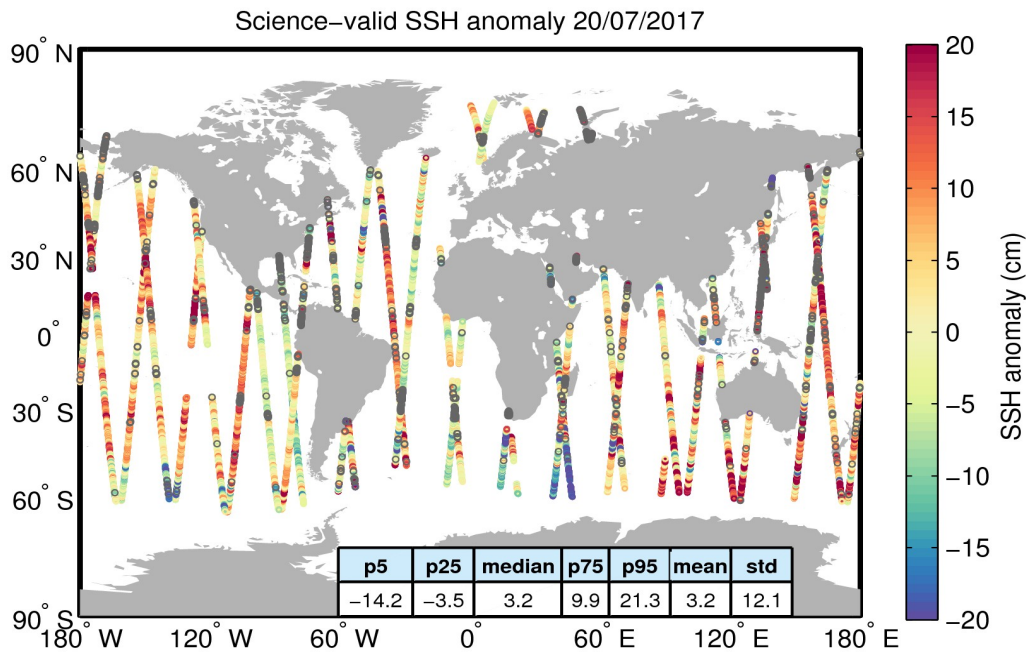 Science−valid SSH anomaly 20/07/2017
90° N
60° N
30° N
0°
30° S
60° S
90° S
180° W
120° W
60° W
0°
60° E
120° E
180° E
p5 p25 median p75 p95 mean std
−14.2 −3.5 3.2 9.9 21.3 3.2 12.1
20
15
10
5
0
−5
−10
−15
−20
SSH anomaly (cm)